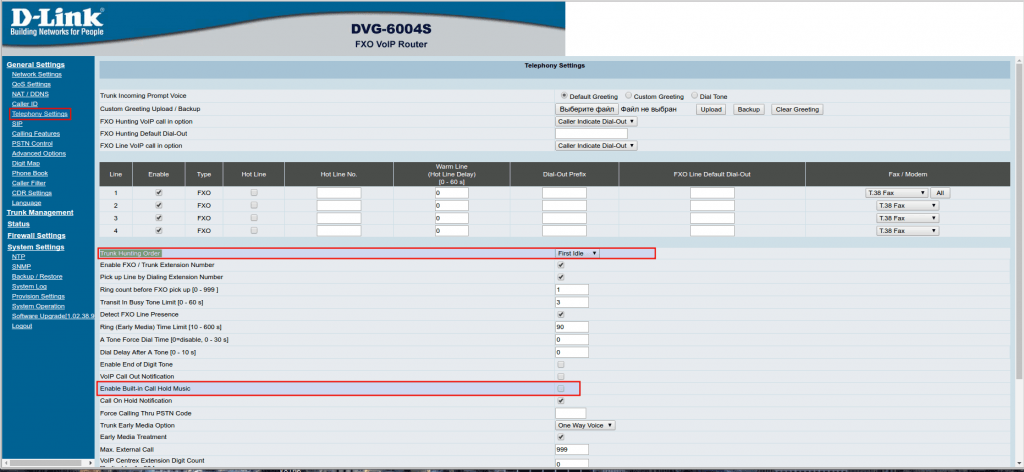 D-Link
Building Networks for People
DVG-6004S
FXO VoIP Router
General Settings
Network Settings
QoS Settings
NAT / DDNS
Caller ID
Telephony Settings
SIP
Calling Features
PSTN Control
Advanced Options
Digit Map
Phone Book
Caller Filter
CDR Settings
Language
Trunk Management
Status
Firewall Settings
System Settings
NTP
SNMP
Backup / Restore
System Log
Provision Settings
System Operation
Software Upgrade[1.02.38.9
Logout
Telephony Settings
Trunk Incoming Prompt Voice Default Greeting Custom Greeting Dial Tone
Custom Greeting Upload / Backup Выберите файл Файл не выбран Upload Backup Clear Greeting
FXO Hunting VoIP call in option Caller Indicate Dial-Out
FXO Hunting Default Dial-Out
FXO Line VoIP call in option Caller Indicate Dial-Out
Line Enable Type Hot Line Hot Line No. Warm Line (Hot Line Delay) [0 - 60 s] Dial-Out Prefix FXO Line Default Dial-Out Fax / Modem
1 FXO 0 T.38 Fax All
2 FXO 0 T.38 Fax
3 FXO 0 T.38 Fax
4 FXO 0 T.38 Fax
Trunk Hunting Order First Idle
Enable FXO / Trunk Extension Number
Pick up Line by Dialing Extension Number
Ring count before FXO pick up [0 - 999 ] 1
Transit In Busy Tone Limit [0 - 60 s] 3
Detect FXO Line Presence
Ring (Early Media) Time Limit [10 - 600 s] 90
A Tone Force Dial Time [0=disable, 0 - 30 s] 0
Dial Delay After A Tone [0 - 10 s] 0
Enable End of Digit Tone
VoIP Call Out Notification
Enable Built-in Call Hold Music
Call On Hold Notification
Force Calling Thru PSTN Code
Trunk Early Media Option One Way Voice
Early Media Treatment
Max. External Call 999
VoIP Centrex Extension Digit Count 0